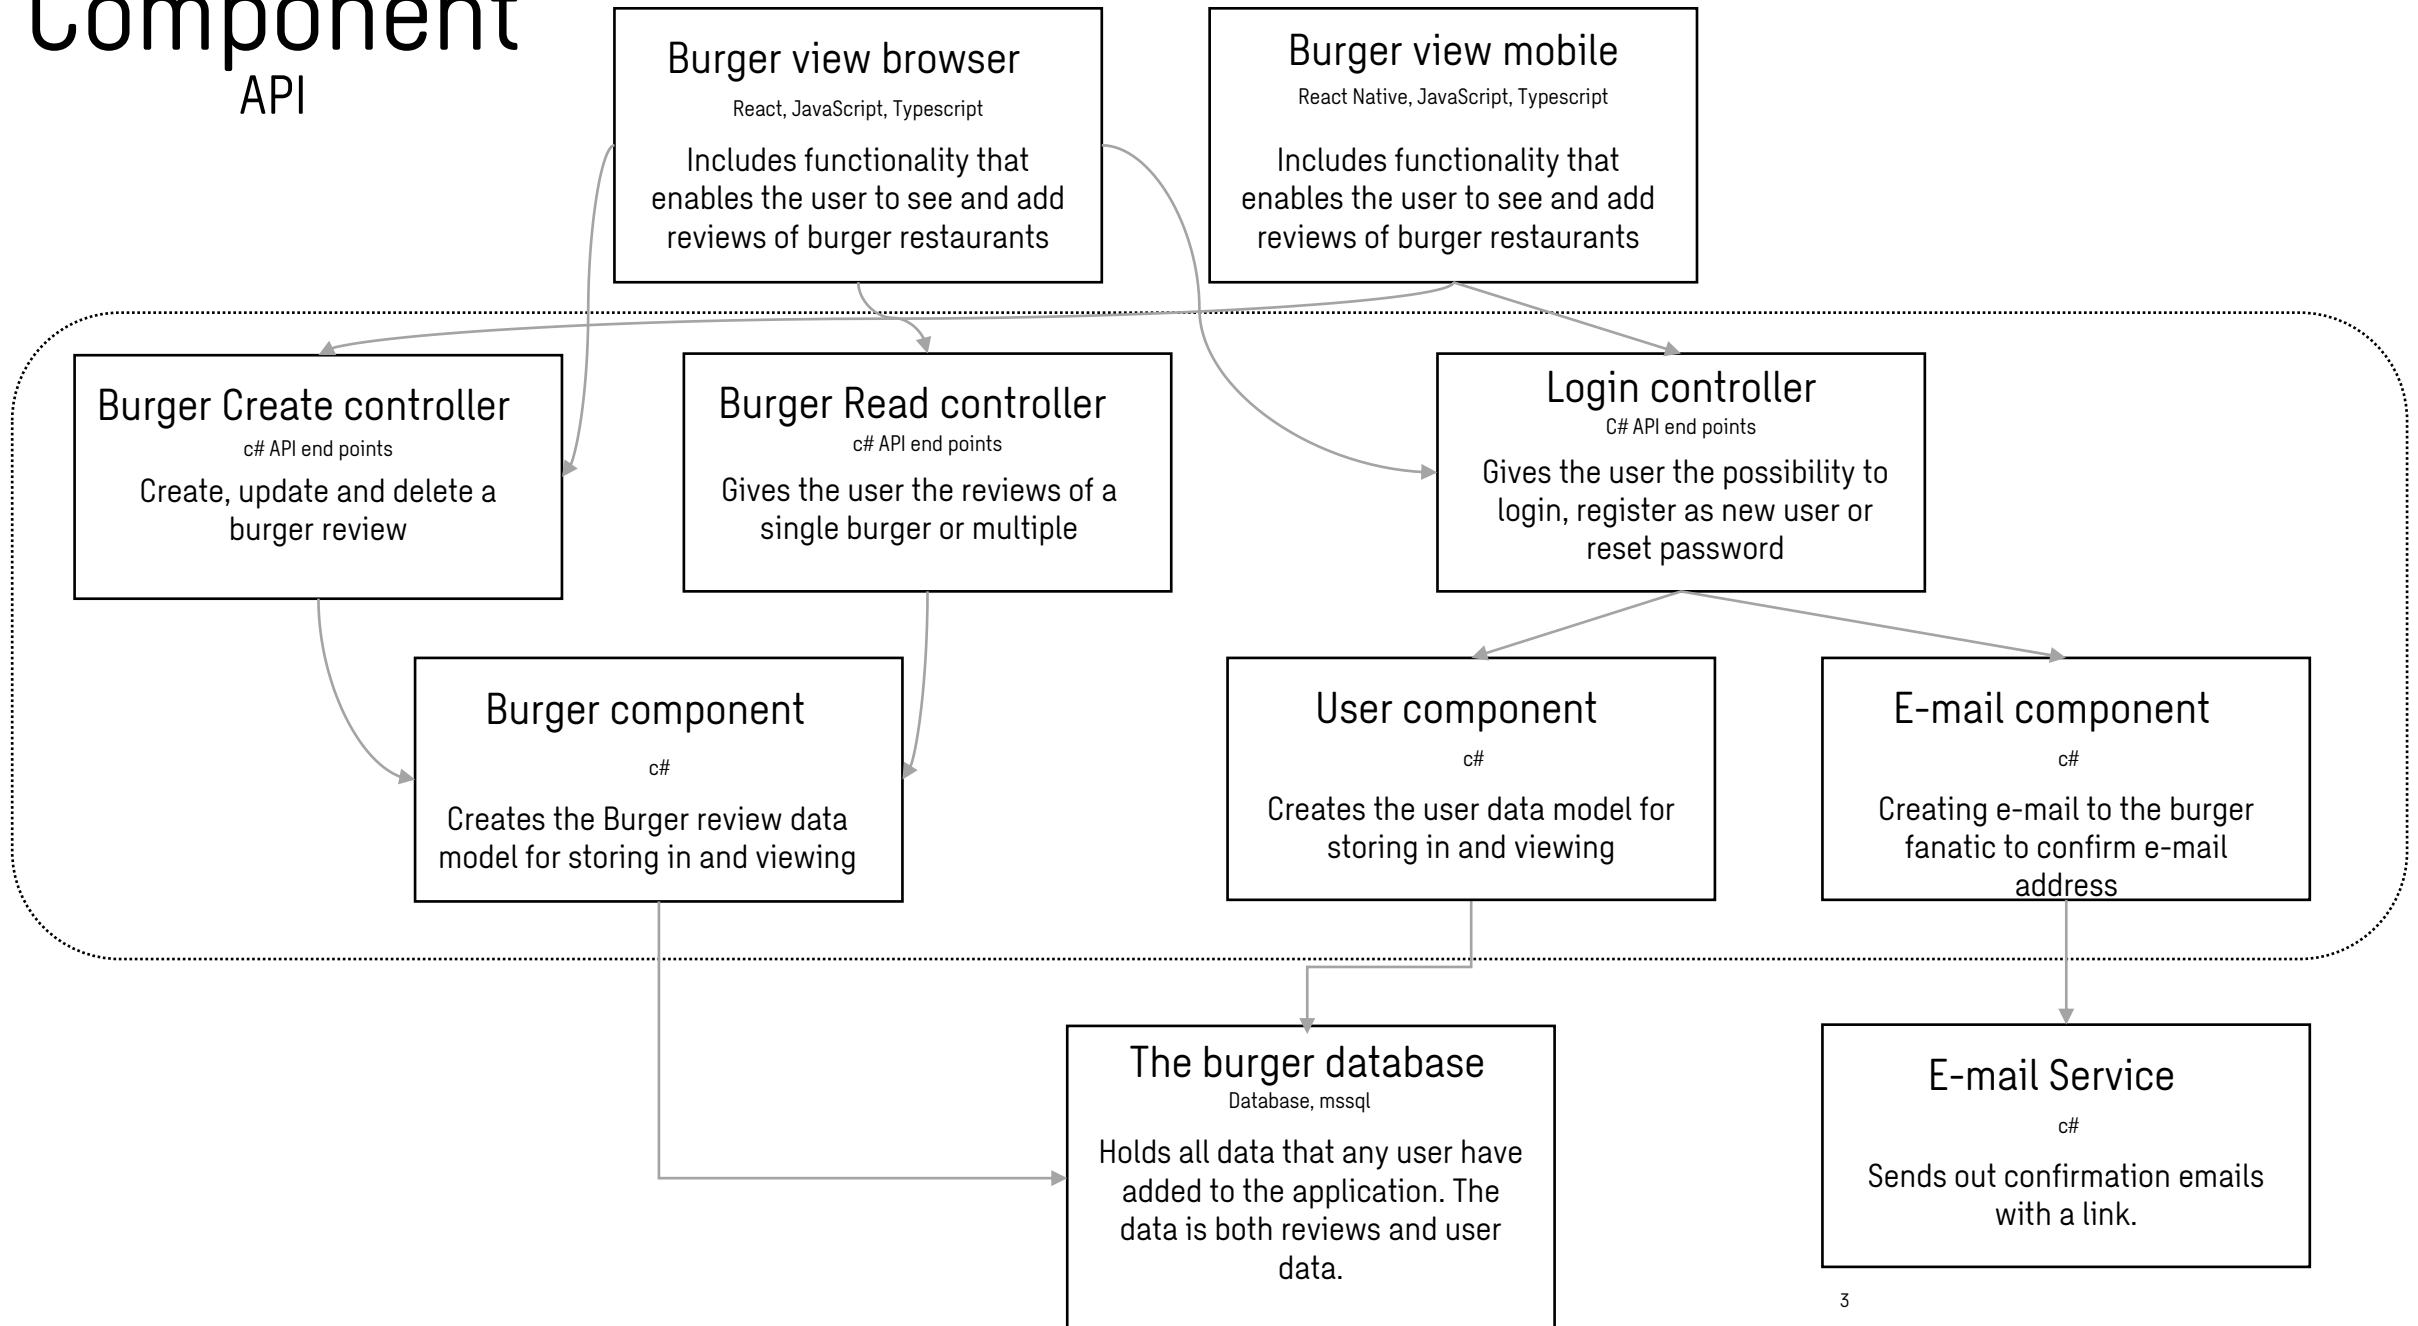 Component
API
Burger view browser
React, JavaScript, Typescript
Includes functionality that
enables the user to see and add
reviews of burger restaurants
Burger view mobile
React Native, JavaScript, Typescript
Includes functionality that
enables the user to see and add
reviews of burger restaurants
Burger Create controller
c# API end points
Create, update and delete a
burger review
Burger Read controller
c# API end points
Gives the user the reviews of a
single burger or multiple
Login controller
C# API end points
Gives the user the possibility to
login, register as new user or
reset password
Burger component
c#
Creates the Burger review data
model for storing in and viewing
User component
c#
Creates the user data model for
storing in and viewing
E-mail component
c#
Creating e-mail to the burger
fanatic to confirm e-mail
address
The burger database
Database, mssql
Holds all data that any user have
added to the application. The
data is both reviews and user
data.
E-mail Service
c#
Sends out confirmation emails
with a link.
3